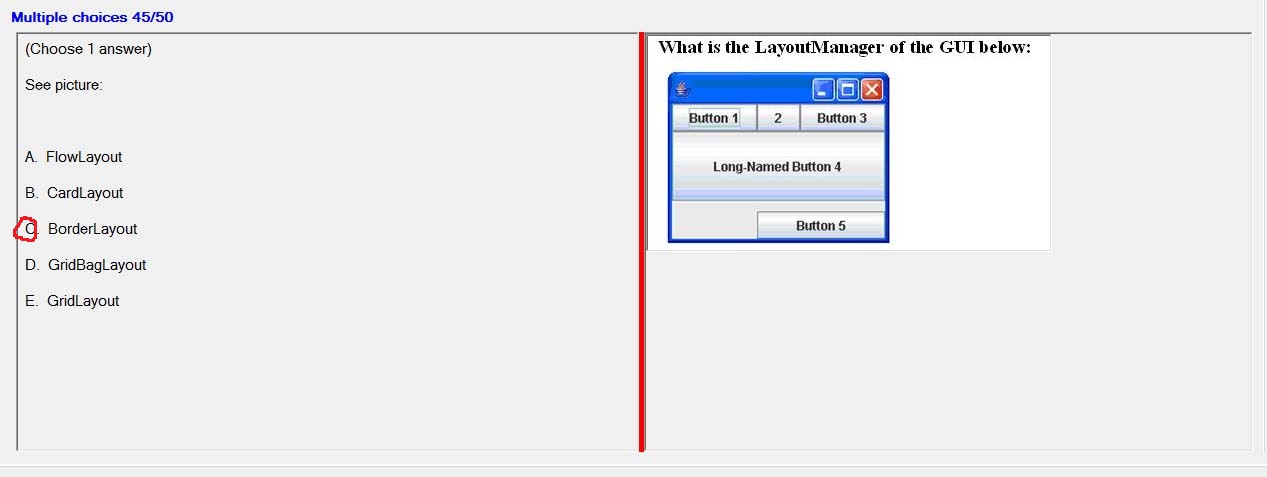 Multiple choices 45/50
(Choose 1 answer)
See picture:
A. FlowLayout
B. CardLayout
C. BorderLayout
D. GridBagLayout
E. GridLayout
What is the LayoutManager of the GUI below:
Button 1 2 Button 3
Long-Named Button 4
Button 5